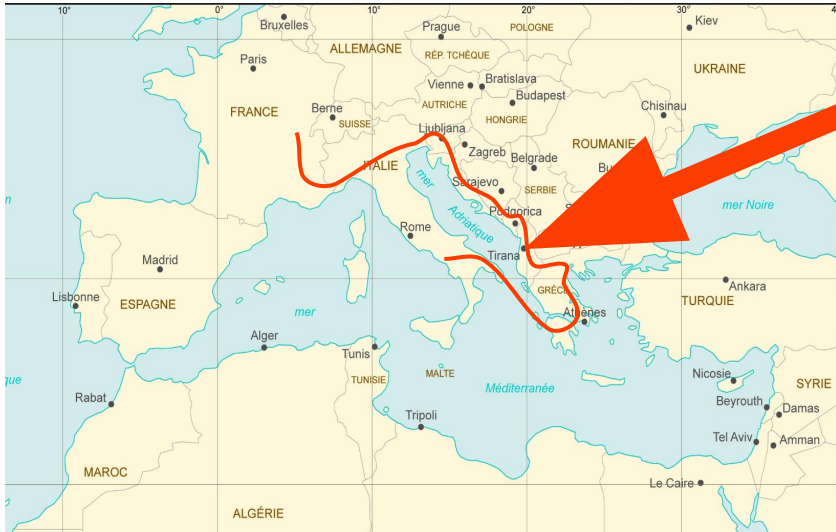 10°
0°
10°
20°
30°
Bruxelles
Prague
POLOGNE
Kiev
ALLEMAGNE
RÉP. TCHÈQUE
Paris
UKRAINE
Vienne
Bratislava
Budapest
AUTRICHE
FRANCE
Berne
SUISSE
HONGRIE
Chisinau
Ljubljana
Zagreb
Belgrade
ROUMANIE
ITALIE
mer
Adriatique
Sarajevo
SERBIE
Podgorica
mer Noire
Rome
Tirana
Madrid
Ankara
GRÈCE
Lisbonne
ESPAGNE
mer
Athènes
TURQUIE
Alger
Tunis
TUNISIE
MALTE
Méditerranée
Nicosie
SYRIE
Rabat
Beyrouth
Damas
Tripoli
Tel Aviv
Amman
MAROC
Le Caire
ALGÉRIE